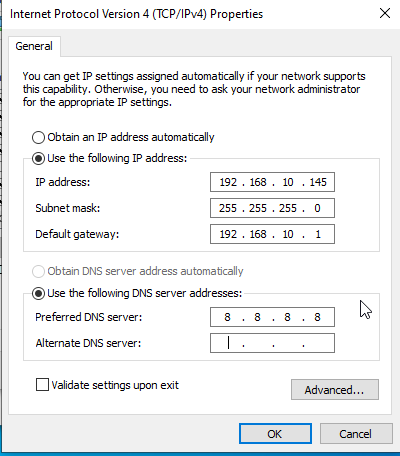 Internet Protocol Version 4 (TCP/IPv4) Properties
General
You can get IP settings assigned automatically if your network supports
this capability. Otherwise, you need to ask your network administrator
for the appropriate IP settings.
Obtain an IP address automatically
Use the following IP address:
IP address: 192 . 168 . 10 . 145
Subnet mask: 255 . 255 . 255 . 0
Default gateway: 192 . 168 . 10 . 1
Obtain DNS server address automatically
Use the following DNS server addresses:
Preferred DNS server: 8 . 8 . 8 . 8
Alternate DNS server: . . .
Validate settings upon exit
Advanced...
OK Cancel